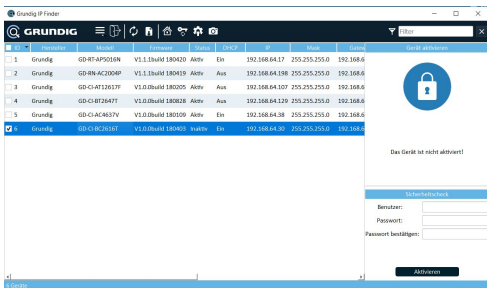 Grundig IP Finder
GRUNDIG
Filter
ID Hersteller Modell Firmware Status DHCP IP Mask Gatew
Gerät aktivieren
1 Grundig GD-RT-AP5016N V1.1.1build 180420 Aktiv Ein 192.168.64.17 255.255.255.0 192.168.6
2 Grundig GD-RN-AC2004P V1.1.1build 180419 Aktiv Aus 192.168.64.198 255.255.255.0 192.168.6
3 Grundig GD-CI-AT12617F V1.0.0build 180205 Aktiv Aus 192.168.64.107 255.255.255.0 192.168.6
4 Grundig GD-CI-BT2647T V1.0.4build 180828 Aktiv Aus 192.168.64.129 255.255.255.0 192.168.6
5 Grundig GD-CI-AC4637V V1.0.0build 180109 Aktiv Ein 192.168.64.38 255.255.255.0 192.168.6
6 Grundig GD-CI-BC2616T V1.0.0build 180403 Inaktiv Ein 192.168.64.30 255.255.255.0 192.168.6
Das Gerät ist nicht aktiviert!
Sicherheitscheck
Benutzer:
Passwort:
Passwort bestätigen:
Aktivieren
6 Geräte